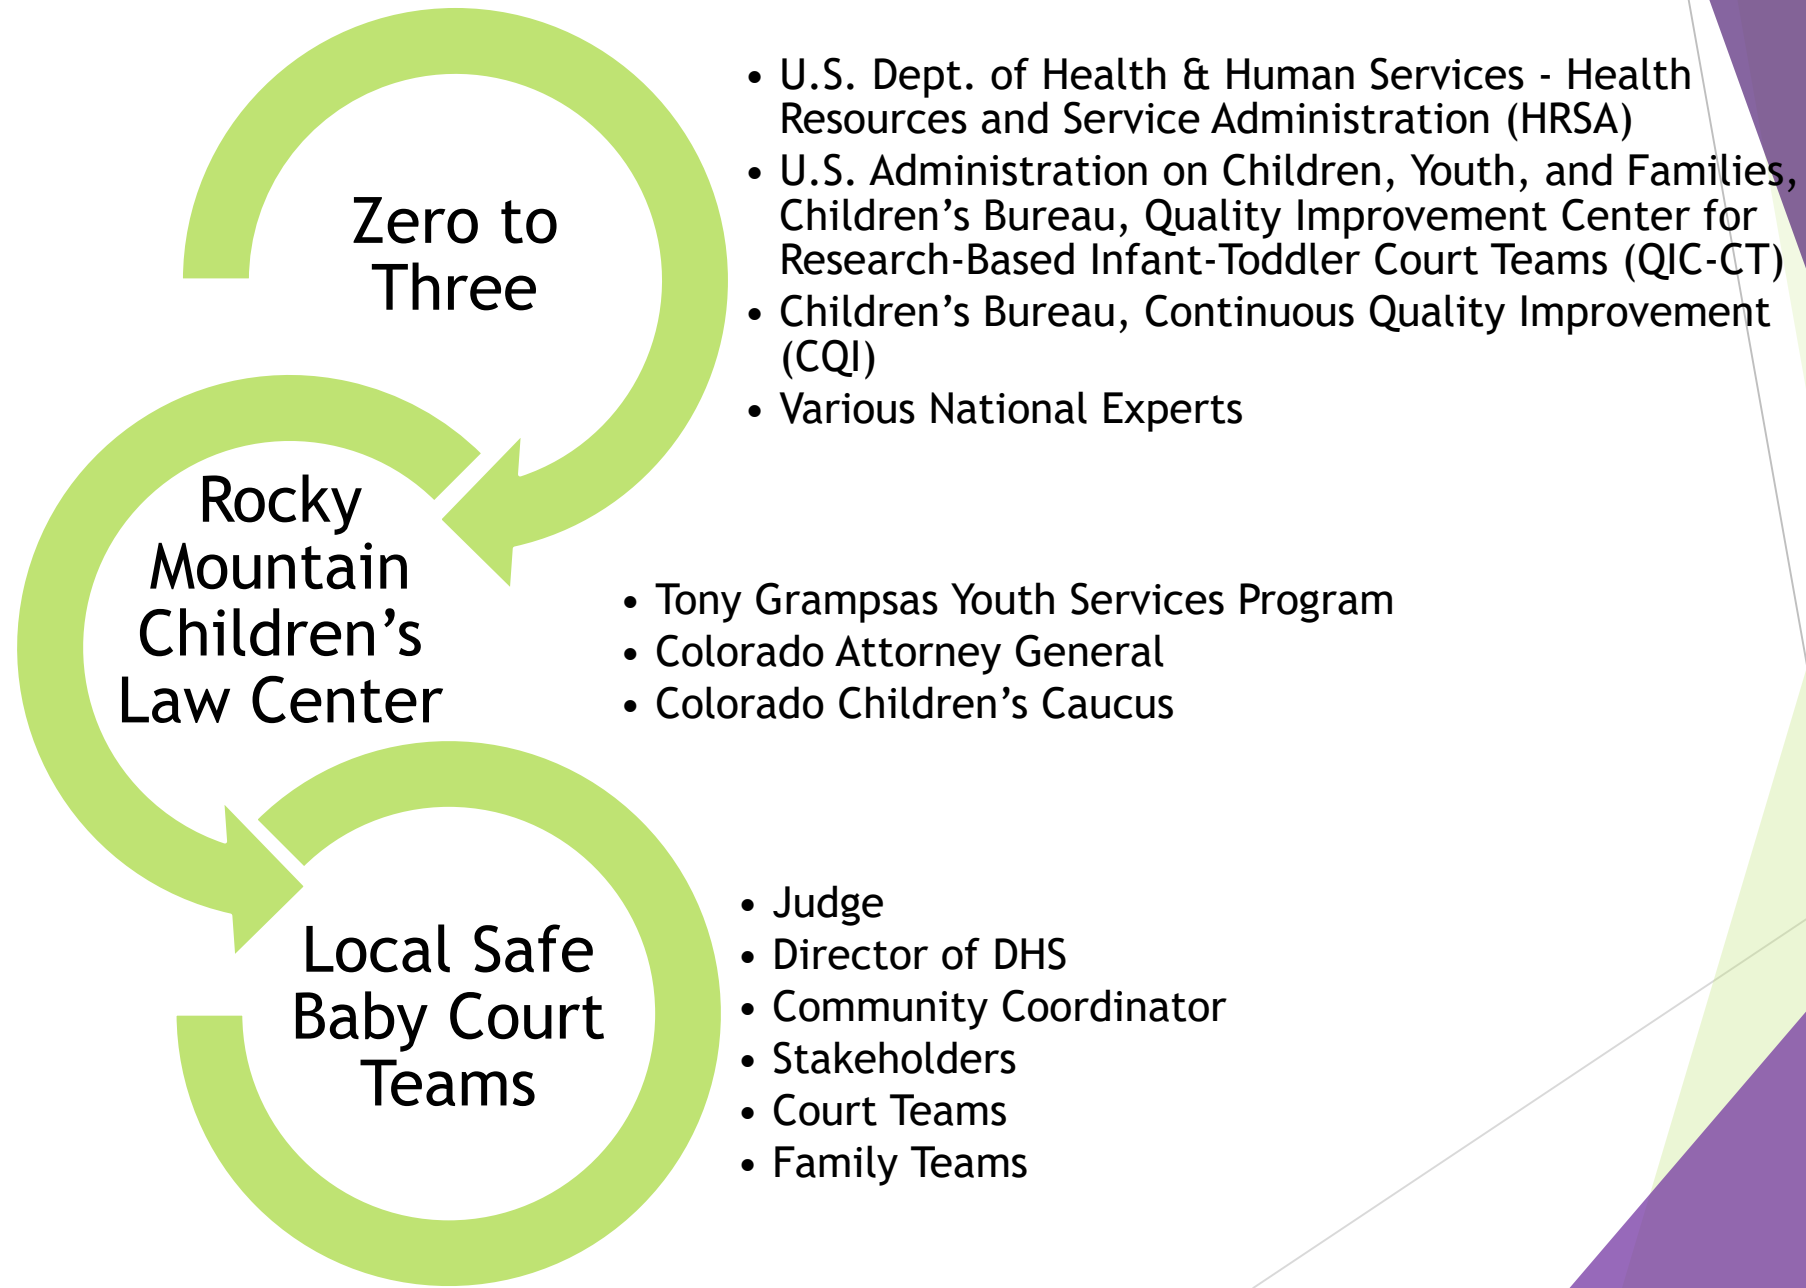 Zero to
Three
• U.S. Dept. of Health & Human Services - Health
Resources and Service Administration (HRSA)
• U.S. Administration on Children, Youth, and Families,
Children’s Bureau, Quality Improvement Center for
Research-Based Infant-Toddler Court Teams (QIC-CT)
• Children’s Bureau, Continuous Quality Improvement
(CQI)
• Various National Experts
Rocky
Mountain
Children’s
Law Center
• Tony Grampsas Youth Services Program
• Colorado Attorney General
• Colorado Children’s Caucus
Local Safe
Baby Court
Teams
• Judge
• Director of DHS
• Community Coordinator
• Stakeholders
• Court Teams
• Family Teams